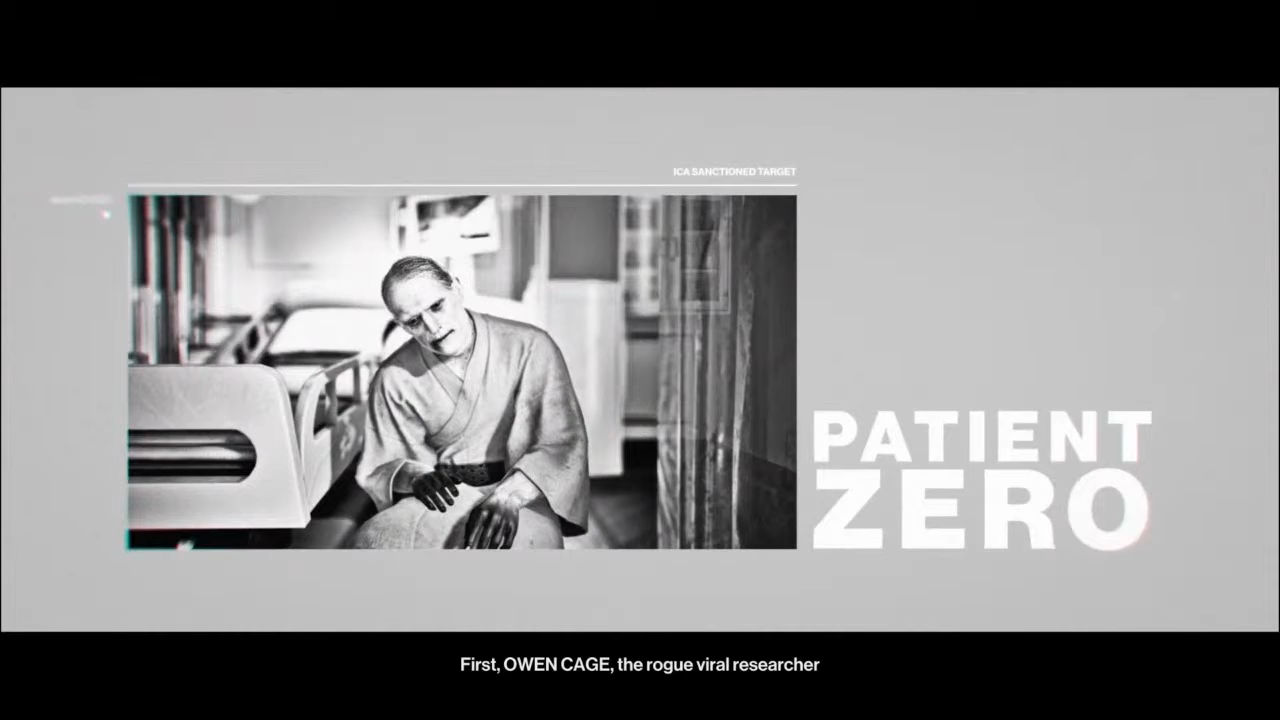 ICA SANCTIONED TARGET
PATIENT
ZERO
First, OWEN CAGE, the rogue viral researcher